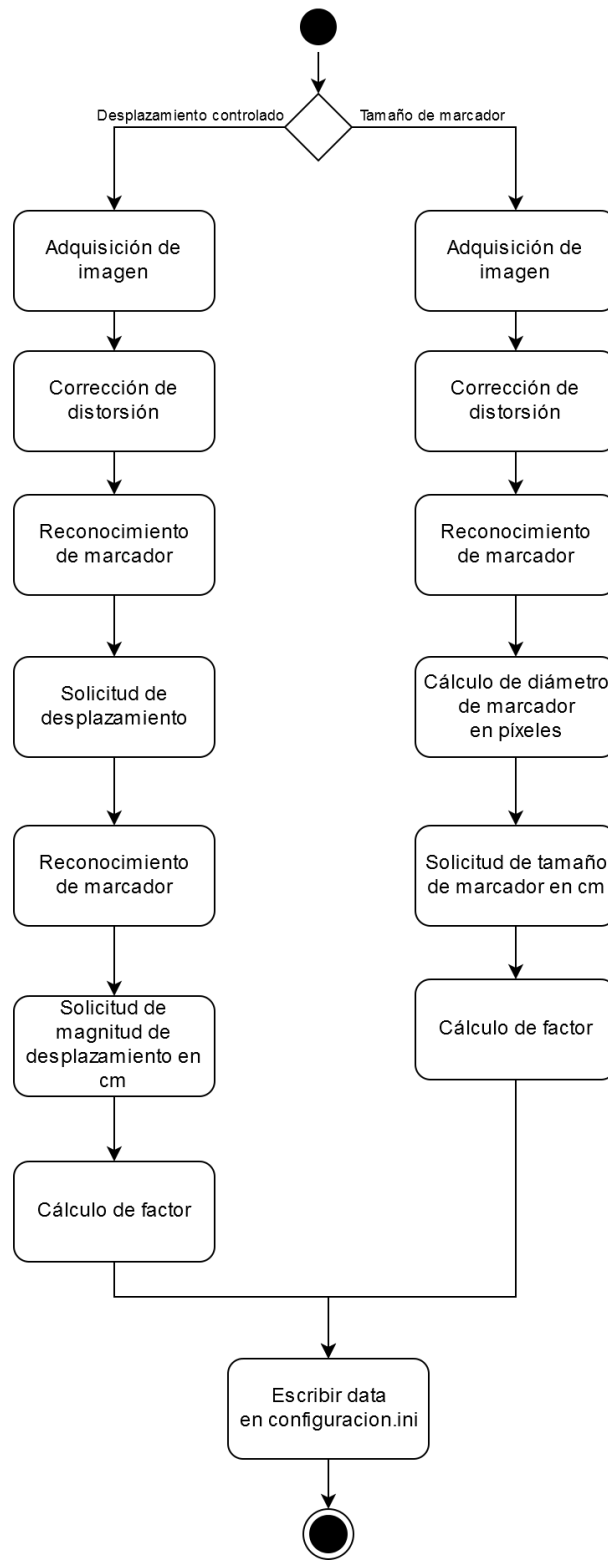 Desplazamiento controlado
Tamaño de marcador
Adquisición de
imagen
Corrección de
distorsión
Reconocimiento
de marcador
Solicitud de
desplazamiento
Reconocimiento
de marcador
Solicitud de
magnitud de
desplazamiento en
cm
Cálculo de factor
Adquisición de
imagen
Corrección de
distorsión
Reconocimiento
de marcador
Cálculo de diámetro
de marcador
en píxeles
Solicitud de tamaño
de marcador en cm
Cálculo de factor
Escribir data
en configuracion.ini